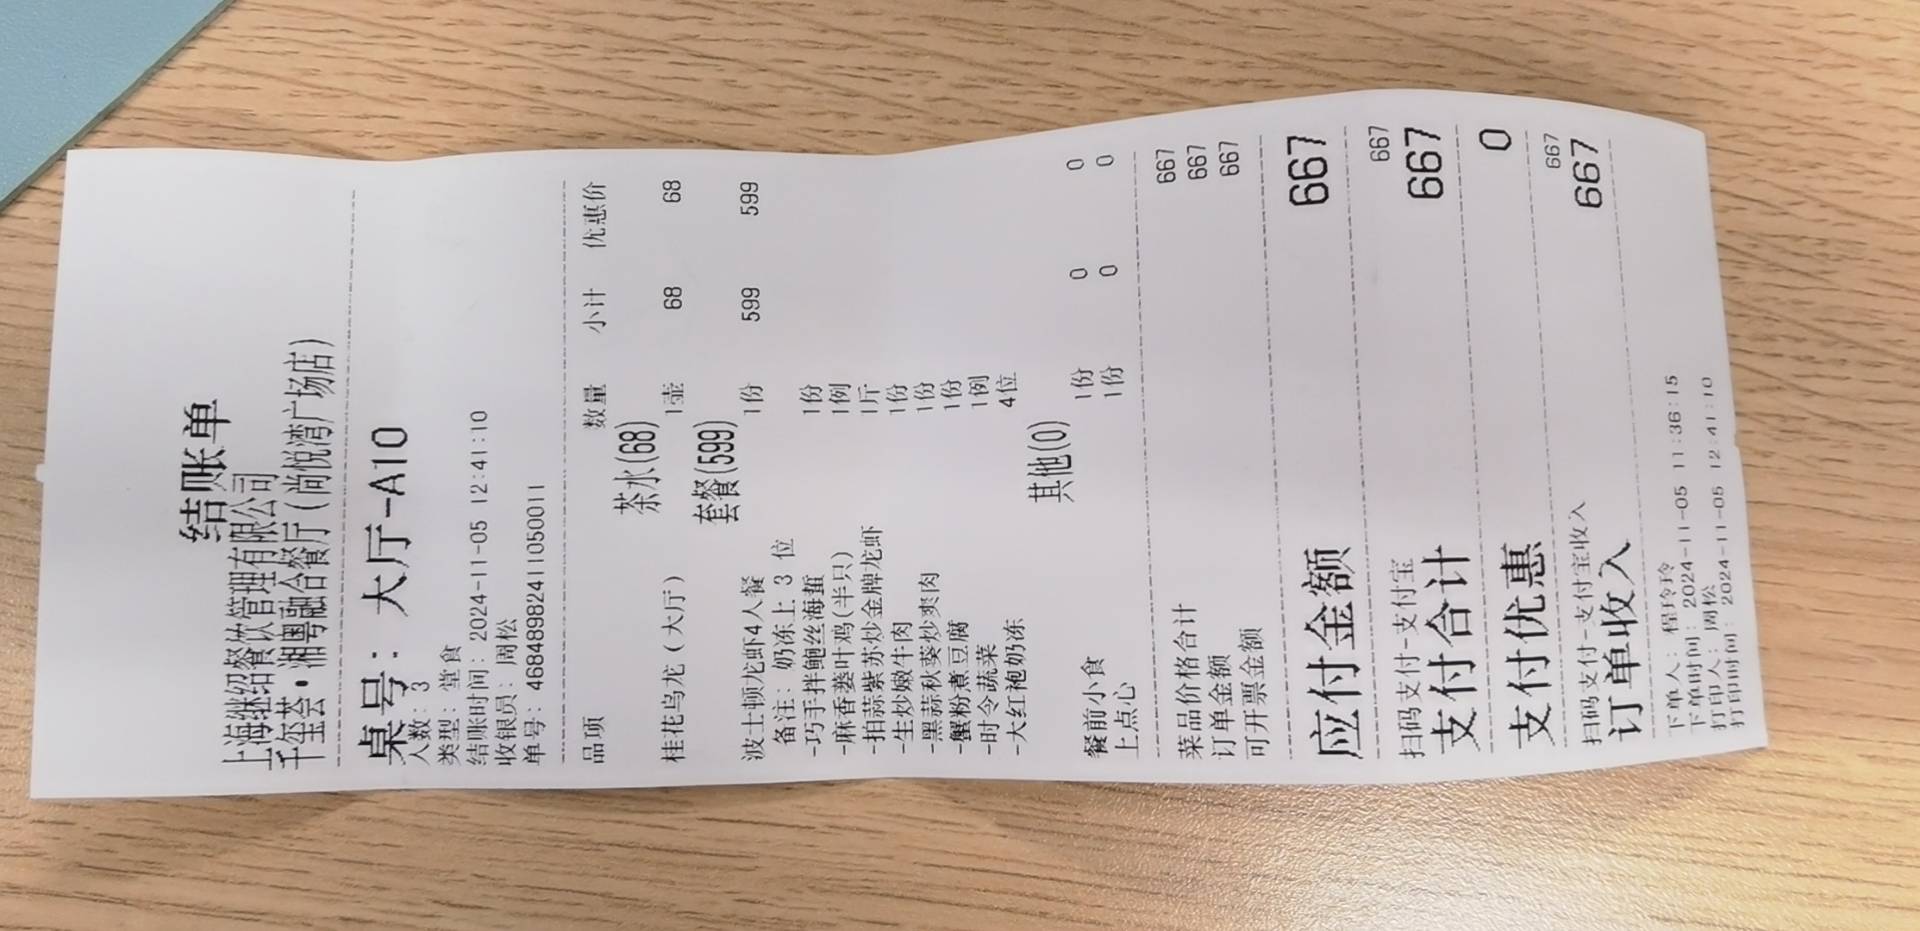 结账单
上海继绍餐饮管理有限公司
千玺荟·湘粤融合餐厅(尚悦湾广场店)
桌号: 大厅-A10
人数: 3
类型: 堂食
结账时间: 2024-11-05 12:41:10
收银员: 周松
单号: 46848982411050011
品项 数量 小计 优惠价
茶水(68)
桂花乌龙(大厅) 1壶 68 68
套餐(599)
波士顿龙虾4人餐 1份 599 599
备注: 奶冻上 3 位
-巧手拌鲍丝海蜇 1份
-麻香蒌叶鸡(半只) 1例
-拍蒜紫苏炒金牌龙虾 1斤
-生炒嫩牛肉 1份
-黑蒜秋葵炒爽肉 1份
-蟹粉煮豆腐 1份
-时令蔬菜 1例
-大红袍奶冻 4位
其他(0)
餐前小食 1份 0 0
上点心 1份 0 0
菜品价格合计 667
订单金额 667
可开票金额 667
应付金额 667
扫码支付-支付宝 667
支付合计 667
支付优惠 0
扫码支付-支付宝收入 667
订单收入 667
下单人: 程玲玲
下单时间: 2024-11-05 11:36:15
打印人: 周松
打印时间: 2024-11-05 12:41:10